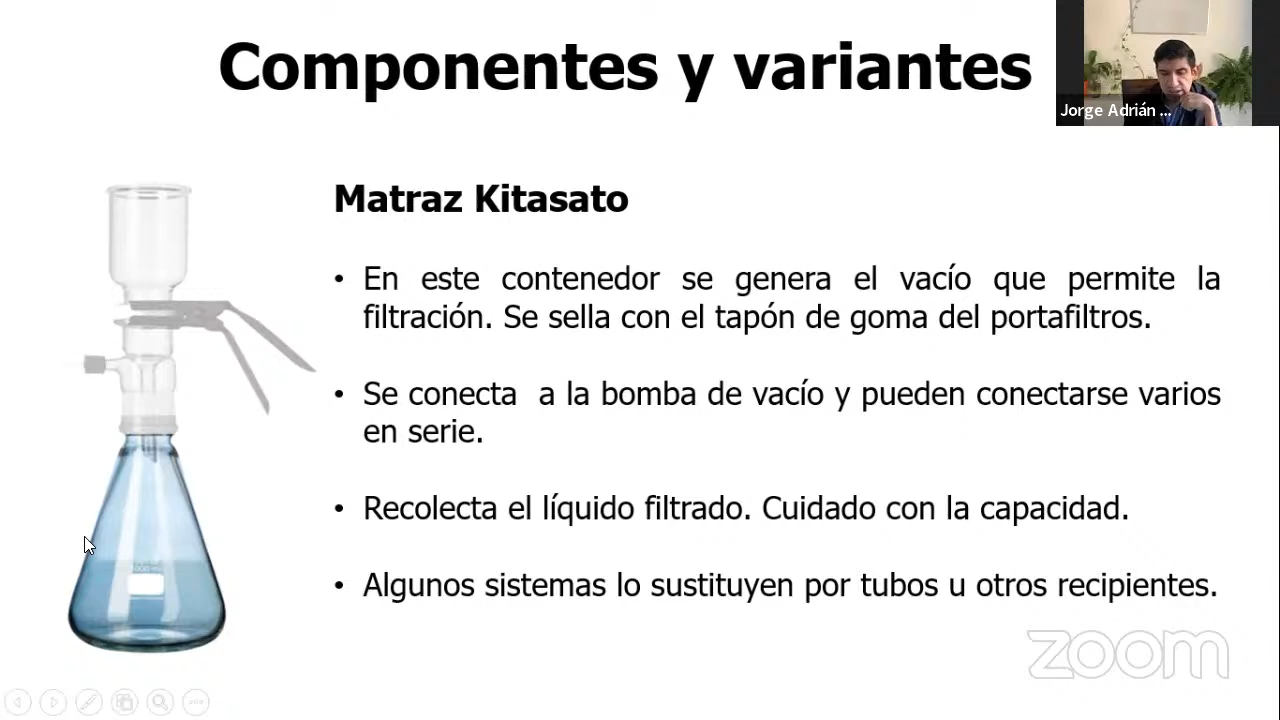 Componentes y variantes
Jorge Adrián ...
Matraz Kitasato
• En este contenedor se genera el vacío que permite la
filtración. Se sella con el tapón de goma del portafiltros.
• Se conecta a la bomba de vacío y pueden conectarse varios
en serie.
• Recolecta el líquido filtrado. Cuidado con la capacidad.
• Algunos sistemas lo sustituyen por tubos u otros recipientes.
zoom